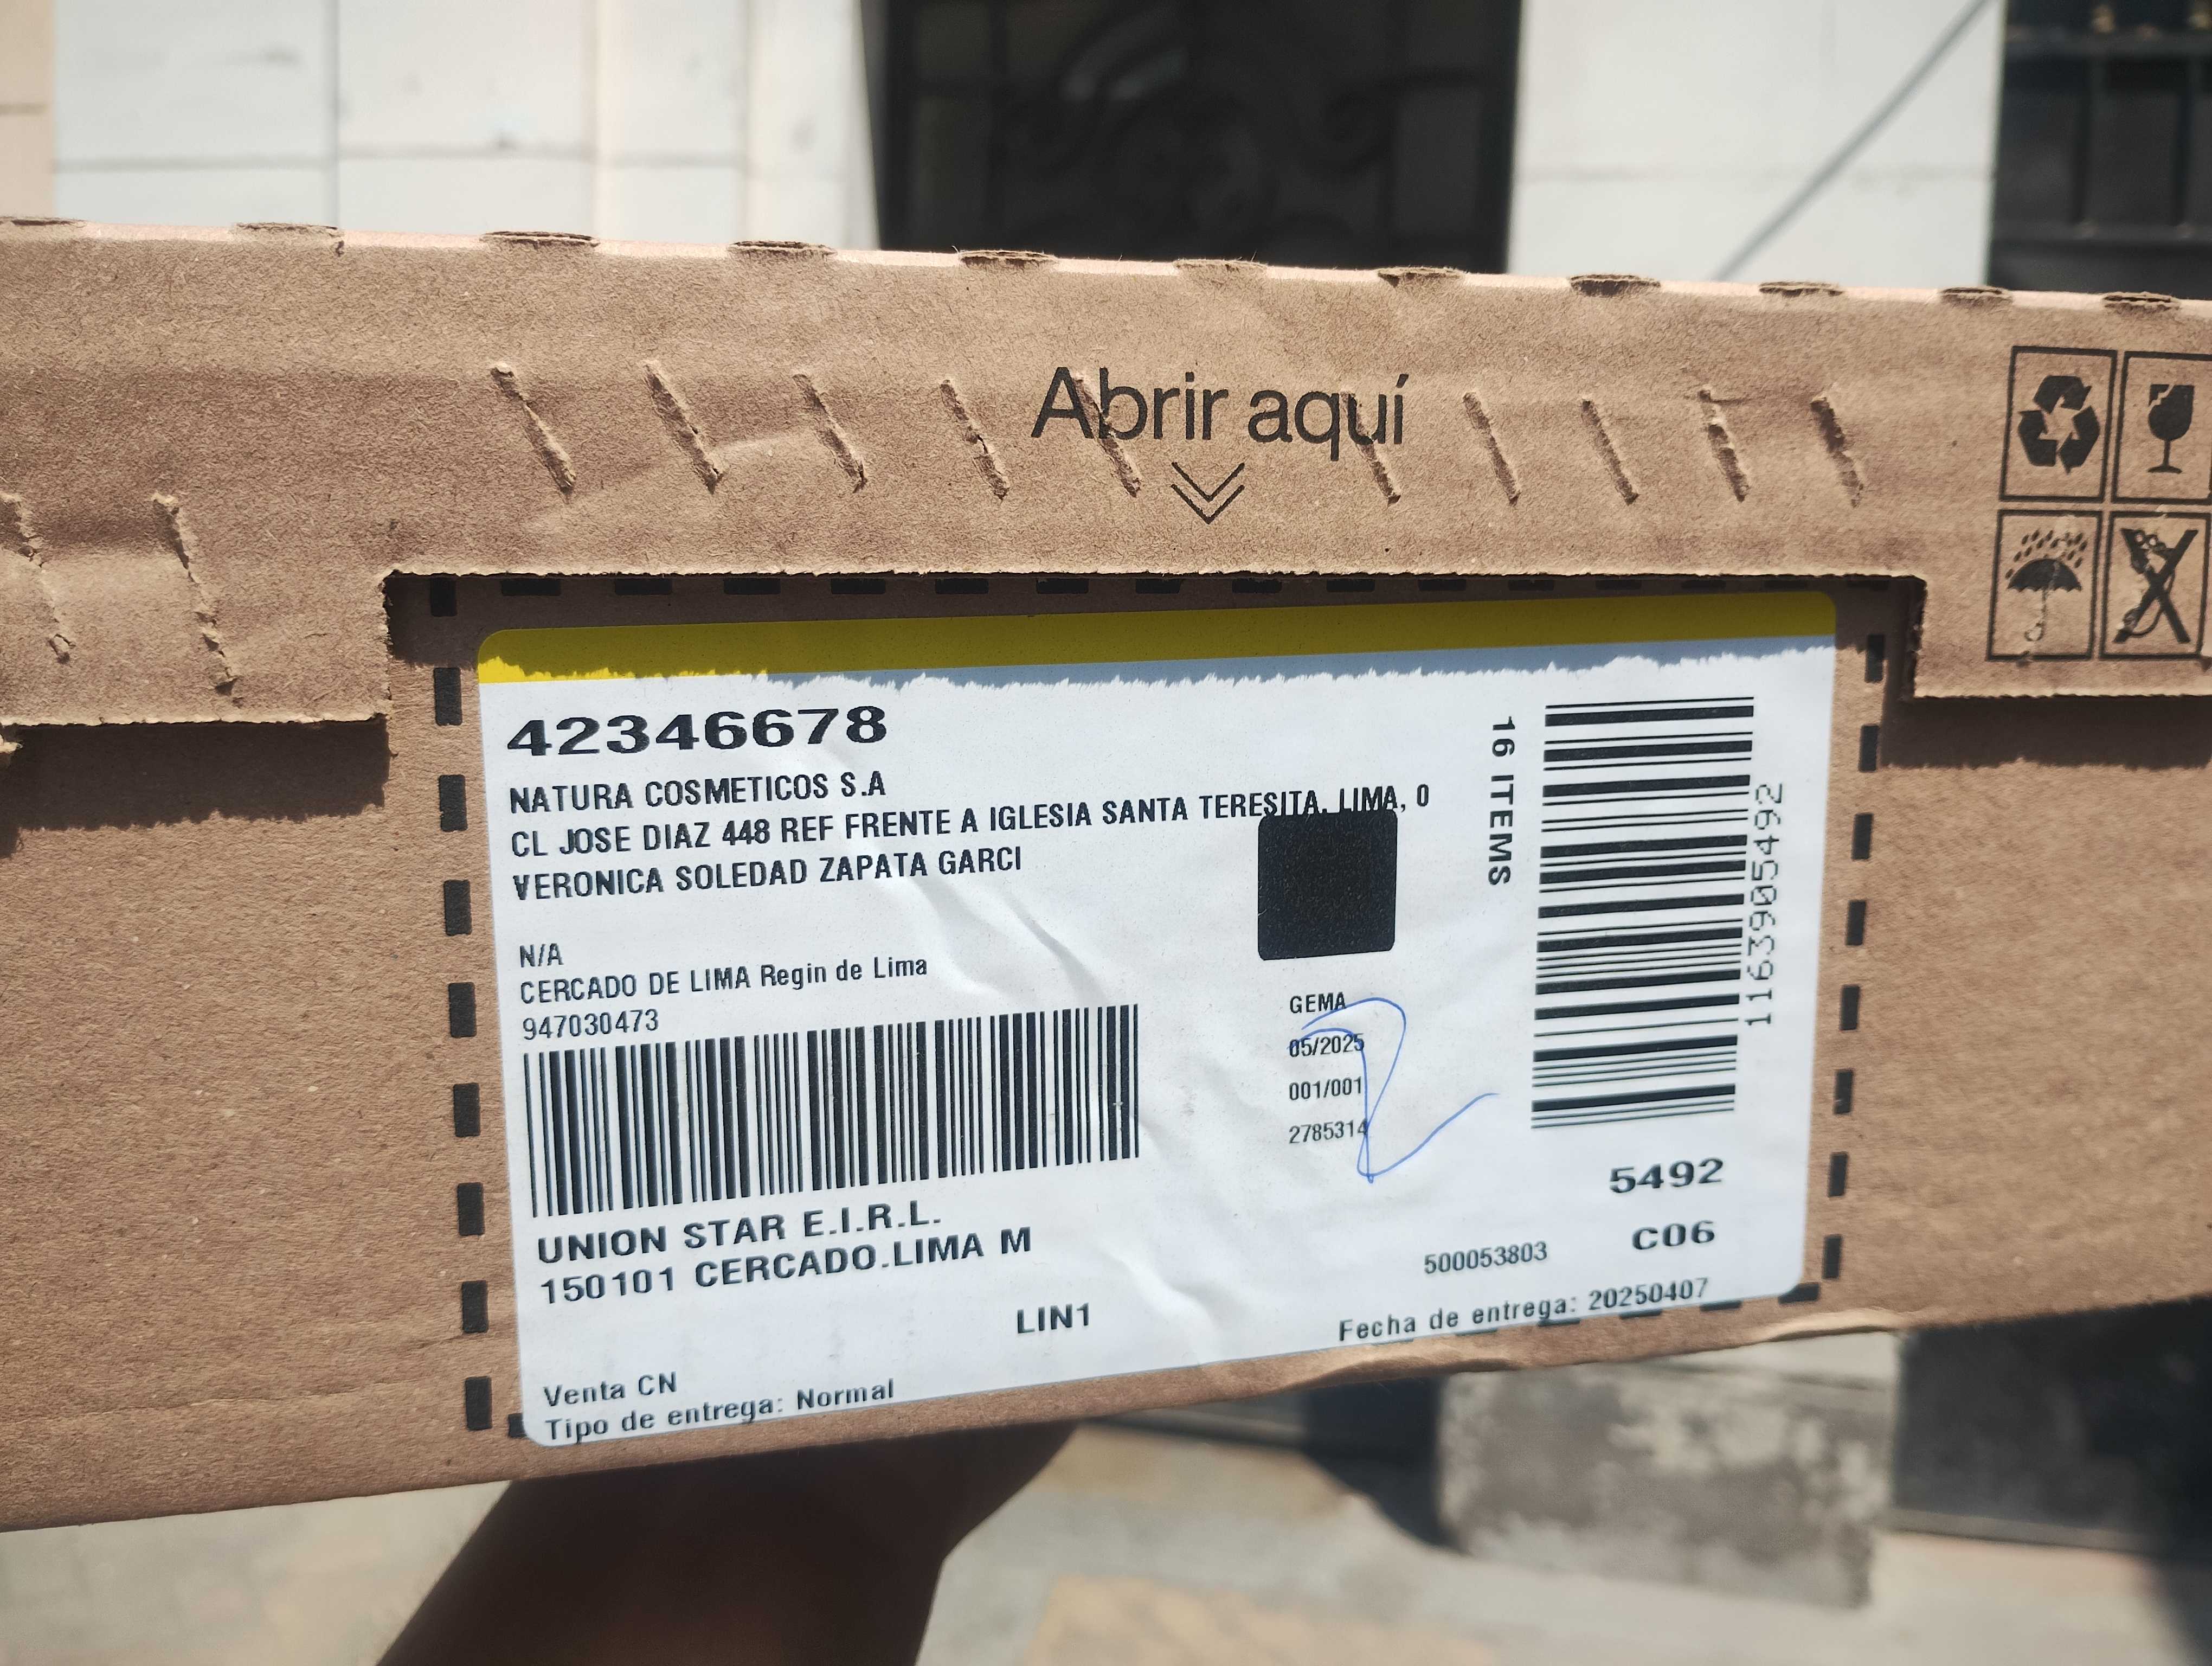 Abrir aquí
42346678
NATURA COSMETICOS S.A
CL JOSE DIAZ 448 REF FRENTE A IGLESIA SANTA TERESITA, LIMA, 0
VERONICA SOLEDAD ZAPATA GARCI
N/A
CERCADO DE LIMA Regin de Lima
947030473
UNION STAR E.I.R.L.
150101 CERCADO.LIMA M
LIN1
Venta CN
Tipo de entrega: Normal
GEMA
05/2025
001/001
2785314
2
16 ITEMS
1163905492
5492
C06
500053803
Fecha de entrega: 20250407